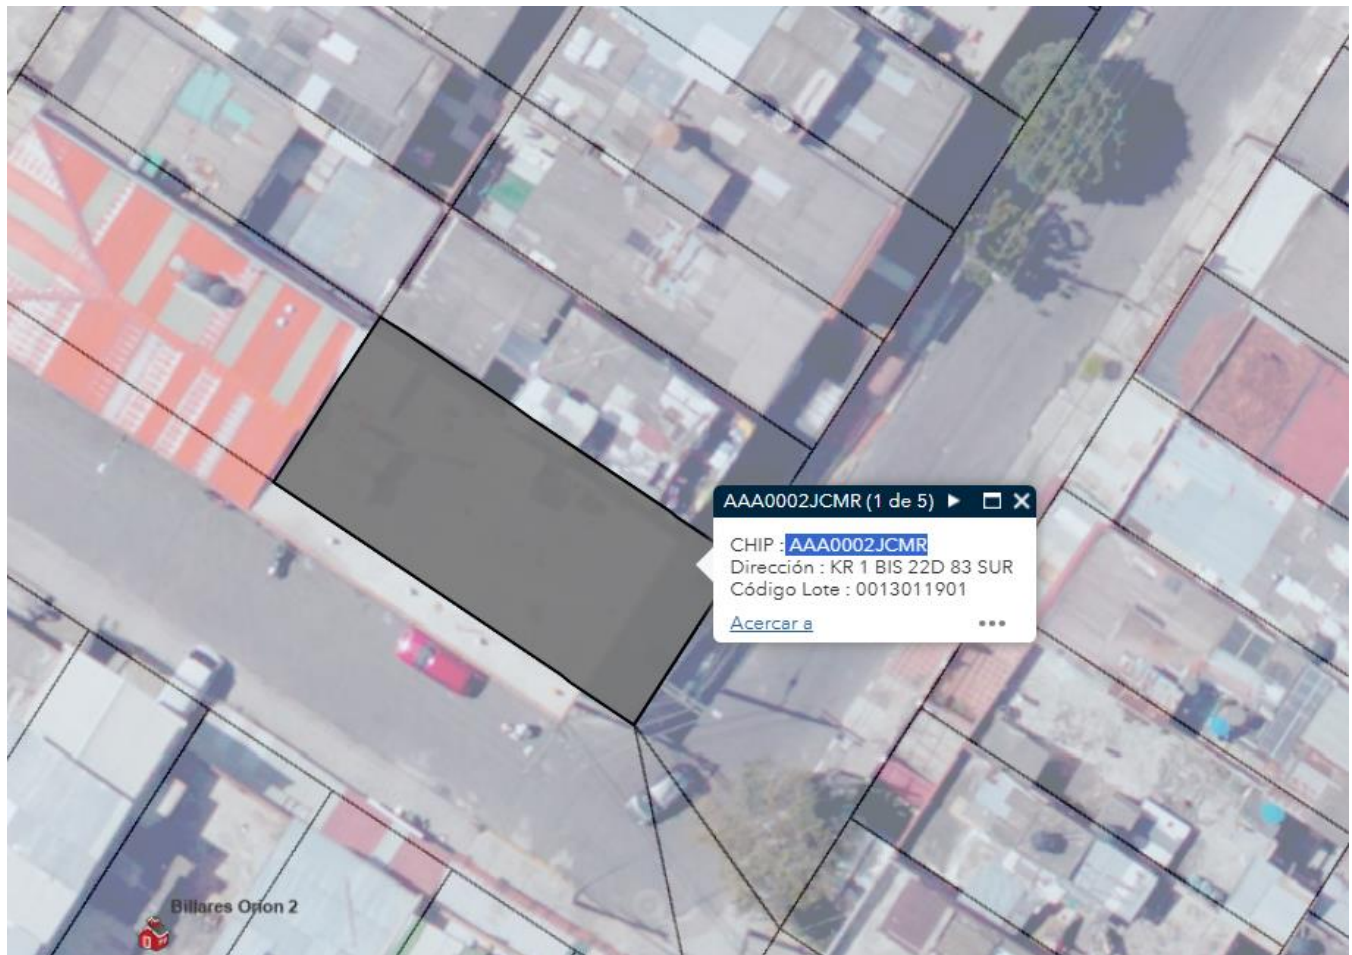 AAA0002JCMR (1 de 5)
CHIP : AAA0002JCMR
Dirección : KR 1 BIS 22D 83 SUR
Código Lote : 0013011901
Acercar a
Billares Orion 2